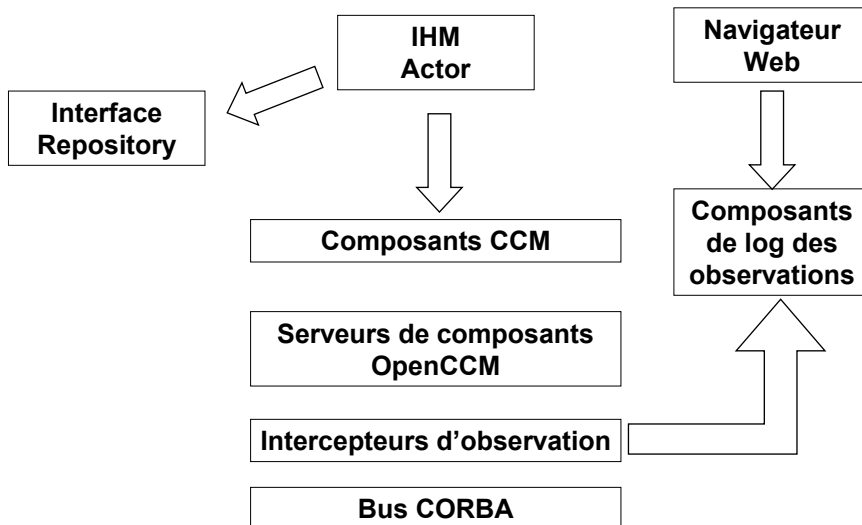 IHM
Actor
Navigateur
Web
Interface
Repository
Composants CCM
Composants
de log des
observations
Serveurs de composants
OpenCCM
Intercepteurs d’observation
Bus CORBA